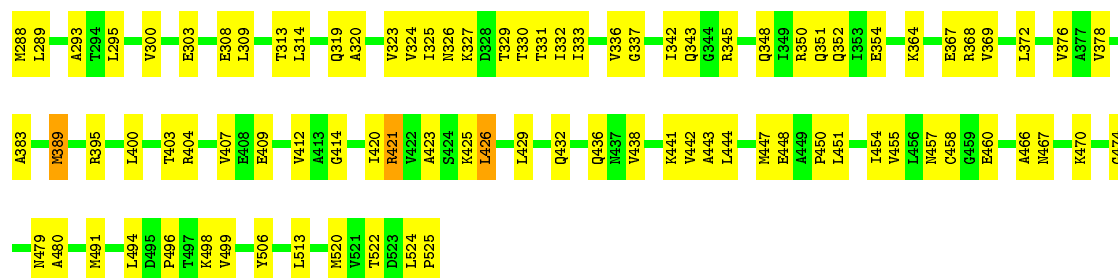 M288 L289 A293 T294 L295 V300 E303 E308 L309 T313 L314 Q319 A320 V323 V324 I325 N326 K327 D328 T329 T330 T331 I332 I333 V336 G337 I342 Q343 G344 R345 Q348 I349 R350 Q351 Q352 I353 E354 K364 E367 R368 V369 L372 V376 A377 V378
A383 M389 R395 L400 T403 R404 V407 E408 E409 V412 A413 G414 I420 R421 V422 A423 S424 K425 L426 L429 Q432 Q436 N437 V438 K441 V442 A443 L444 M447 E448 A449 P450 L451 I454 V455 L456 N457 C458 G459 E460 A466 N467 K470
N479 A480 M491 L494 D495 P496 T497 K498 V499 Y506 L513 M520 V521 T522 D523 L524 P525